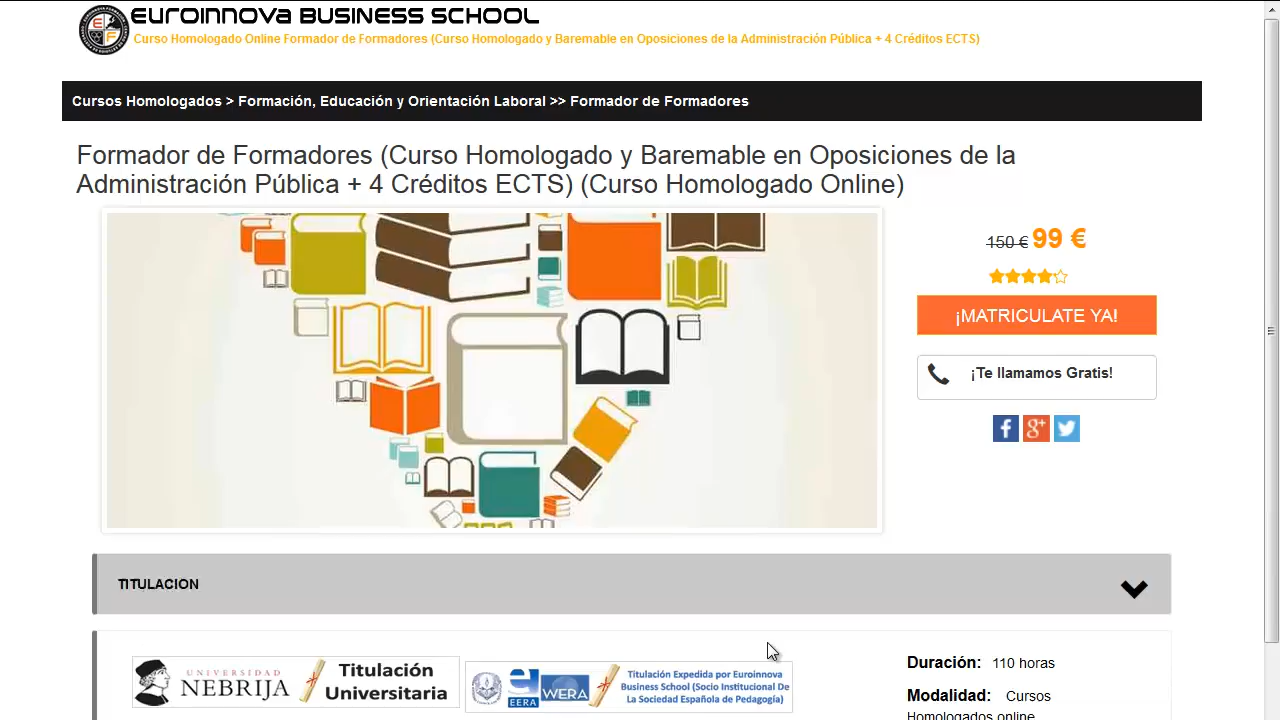 EUROINNOVA BUSINESS SCHOOL
Curso Homologado Online Formador de Formadores (Curso Homologado y Baremable en Oposiciones de la Administración Pública + 4 Créditos ECTS)
Cursos Homologados > Formación, Educación y Orientación Laboral >> Formador de Formadores
Formador de Formadores (Curso Homologado y Baremable en Oposiciones de la
Administración Pública + 4 Créditos ECTS) (Curso Homologado Online)
150 € 99 €
¡MATRICULATE YA!
¡Te llamamos Gratis!
TITULACION
UNIVERSIDAD
NEBRIJA
Titulación
Universitaria
EERA
WERA
Titulación Expedida por Euroinnova
Business School (Socio Institucional De
La Sociedad Española de Pedagogía)
Duración: 110 horas
Modalidad: Cursos
Homologados online